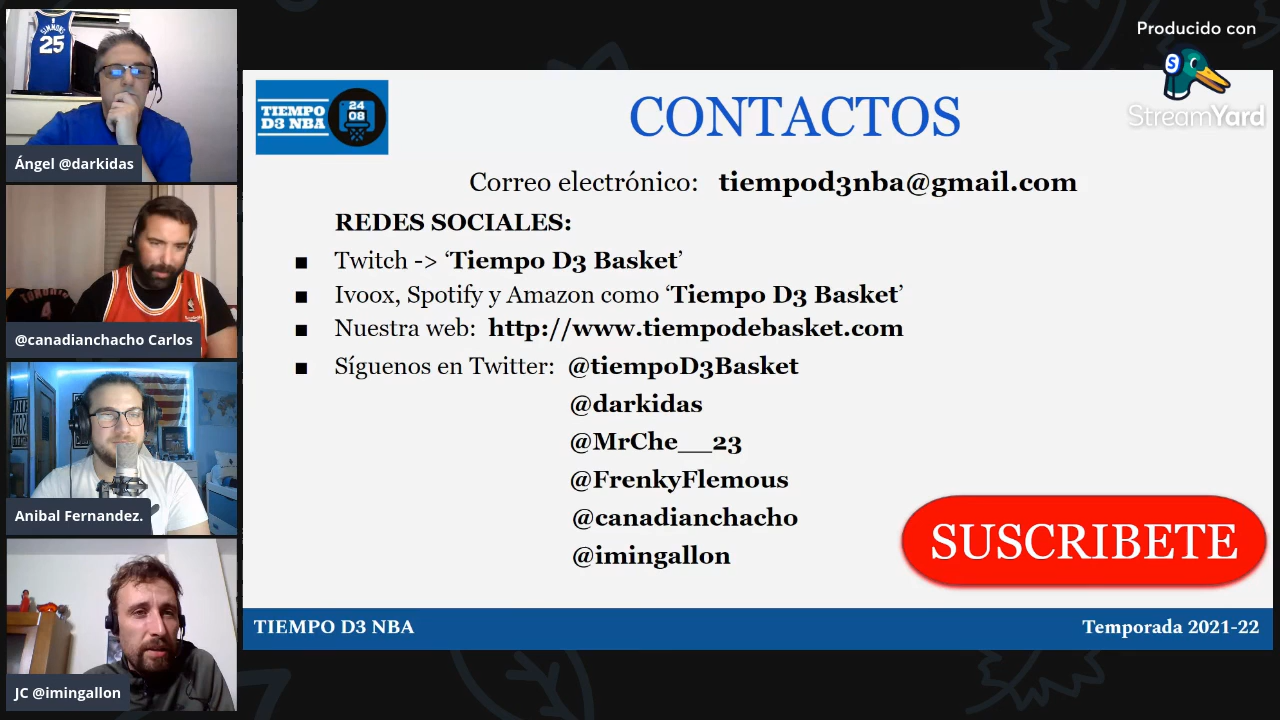 SIMMONS
25
Ángel @darkidas
@canadianchacho Carlos
Anibal Fernandez.
JC @imingallon
Producido con
S
StreamYard
TIEMPO
D3 NBA
24
08
CONTACTOS
Correo electrónico: tiempod3nba@gmail.com
REDES SOCIALES:
■ Twitch -> ‘Tiempo D3 Basket’
■ Ivoox, Spotify y Amazon como ‘Tiempo D3 Basket’
■ Nuestra web: http://www.tiempodebasket.com
■ Síguenos en Twitter: @tiempoD3Basket
@darkidas
@MrChe__23
@FrenkyFlemous
@canadianchacho
@imingallon
SUSCRIBETE
TIEMPO D3 NBA
Temporada 2021-22